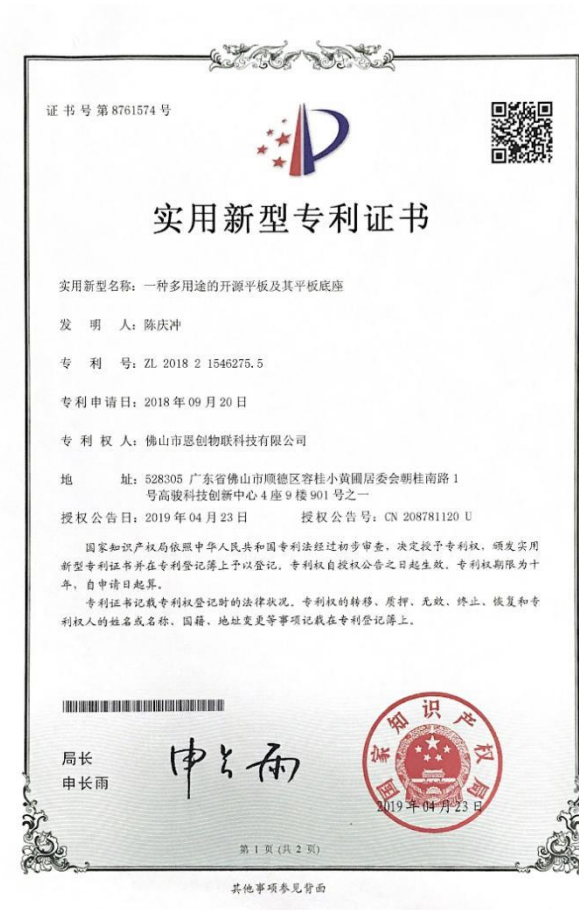 证书号第8761574号
实用新型专利证书
实用新型名称：一种多用途的开源平板及其平板底座
发明人：陈庆冲
专利号：ZL 2018 2 1546275.5
专利申请日：2018年09月20日
专利权人：佛山市恩创物联科技有限公司
地址：528305 广东省佛山市顺德区容桂小黄圃居委会朝桂南路1
号高骏科技创新中心4座9楼901号之一
授权公告日：2019年04月23日 授权公告号：CN 208781120 U
国家知识产权局依照中华人民共和国专利法经过初步审查，决定授予专利权，颁发实用
新型专利证书并在专利登记簿上予以登记。专利权自授权公告之日起生效。专利权期限为十
年，自申请日起算。
专利证书记载专利权登记时的法律状况。专利权的转移、质押、无效、终止、恢复和专
利权人的姓名或名称、国籍、地址变更等事项记载在专利登记簿上。
局长
申长雨
申长雨
国家知识产权局
2019年04月23日
第1页(共2页)
其他事项参见背面